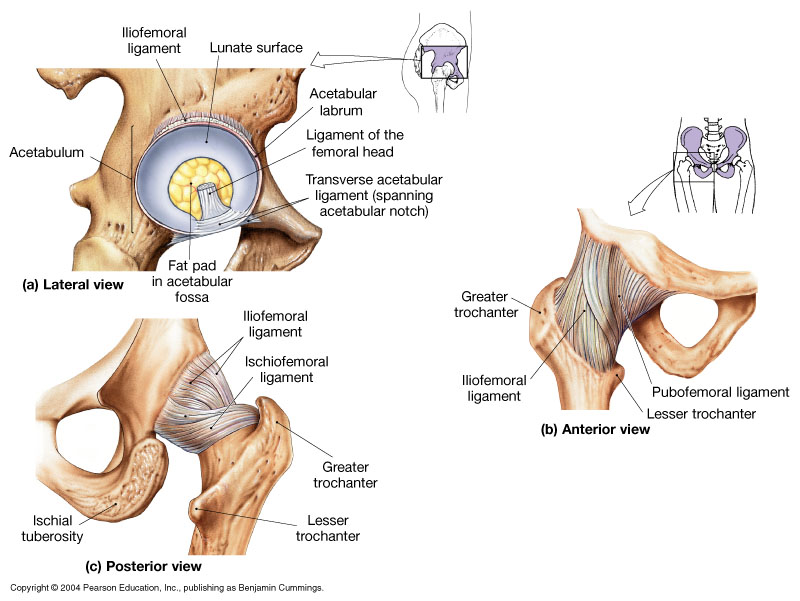 Iliofemoral
ligament
Lunate surface
Acetabular
labrum
Ligament of the
femoral head
Acetabulum
Transverse acetabular
ligament (spanning
acetabular notch)
Fat pad
in acetabular
fossa
(a) Lateral view
Greater
trochanter
Iliofemoral
ligament
Pubofemoral ligament
Lesser trochanter
(b) Anterior view
Iliofemoral
ligament
Ischiofemoral
ligament
Greater
trochanter
Ischial
tuberosity
Lesser
trochanter
(c) Posterior view
Copyright © 2004 Pearson Education, Inc., publishing as Benjamin Cummings.